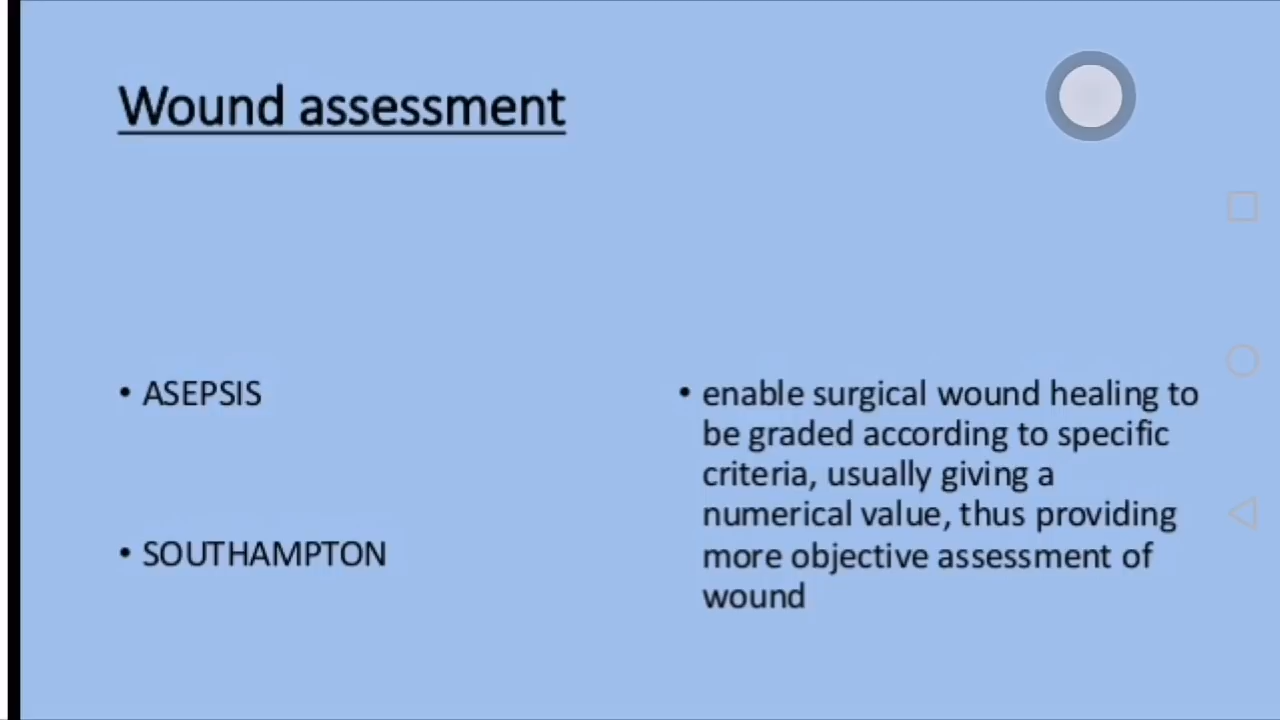 Wound assessment
• ASEPSIS
• SOUTHAMPTON
• enable surgical wound healing to
be graded according to specific
criteria, usually giving a
numerical value, thus providing
more objective assessment of
wound